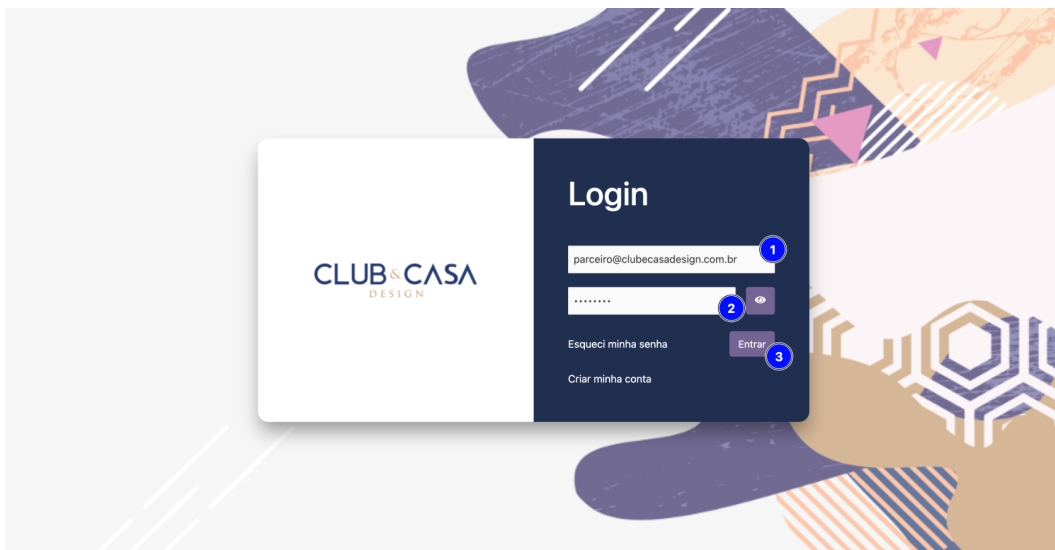 CLUB&CASA
DESIGN
Login
parceiro@clubecasadesign.com.br
1
........
2
Esqueci minha senha
Entrar
3
Criar minha conta